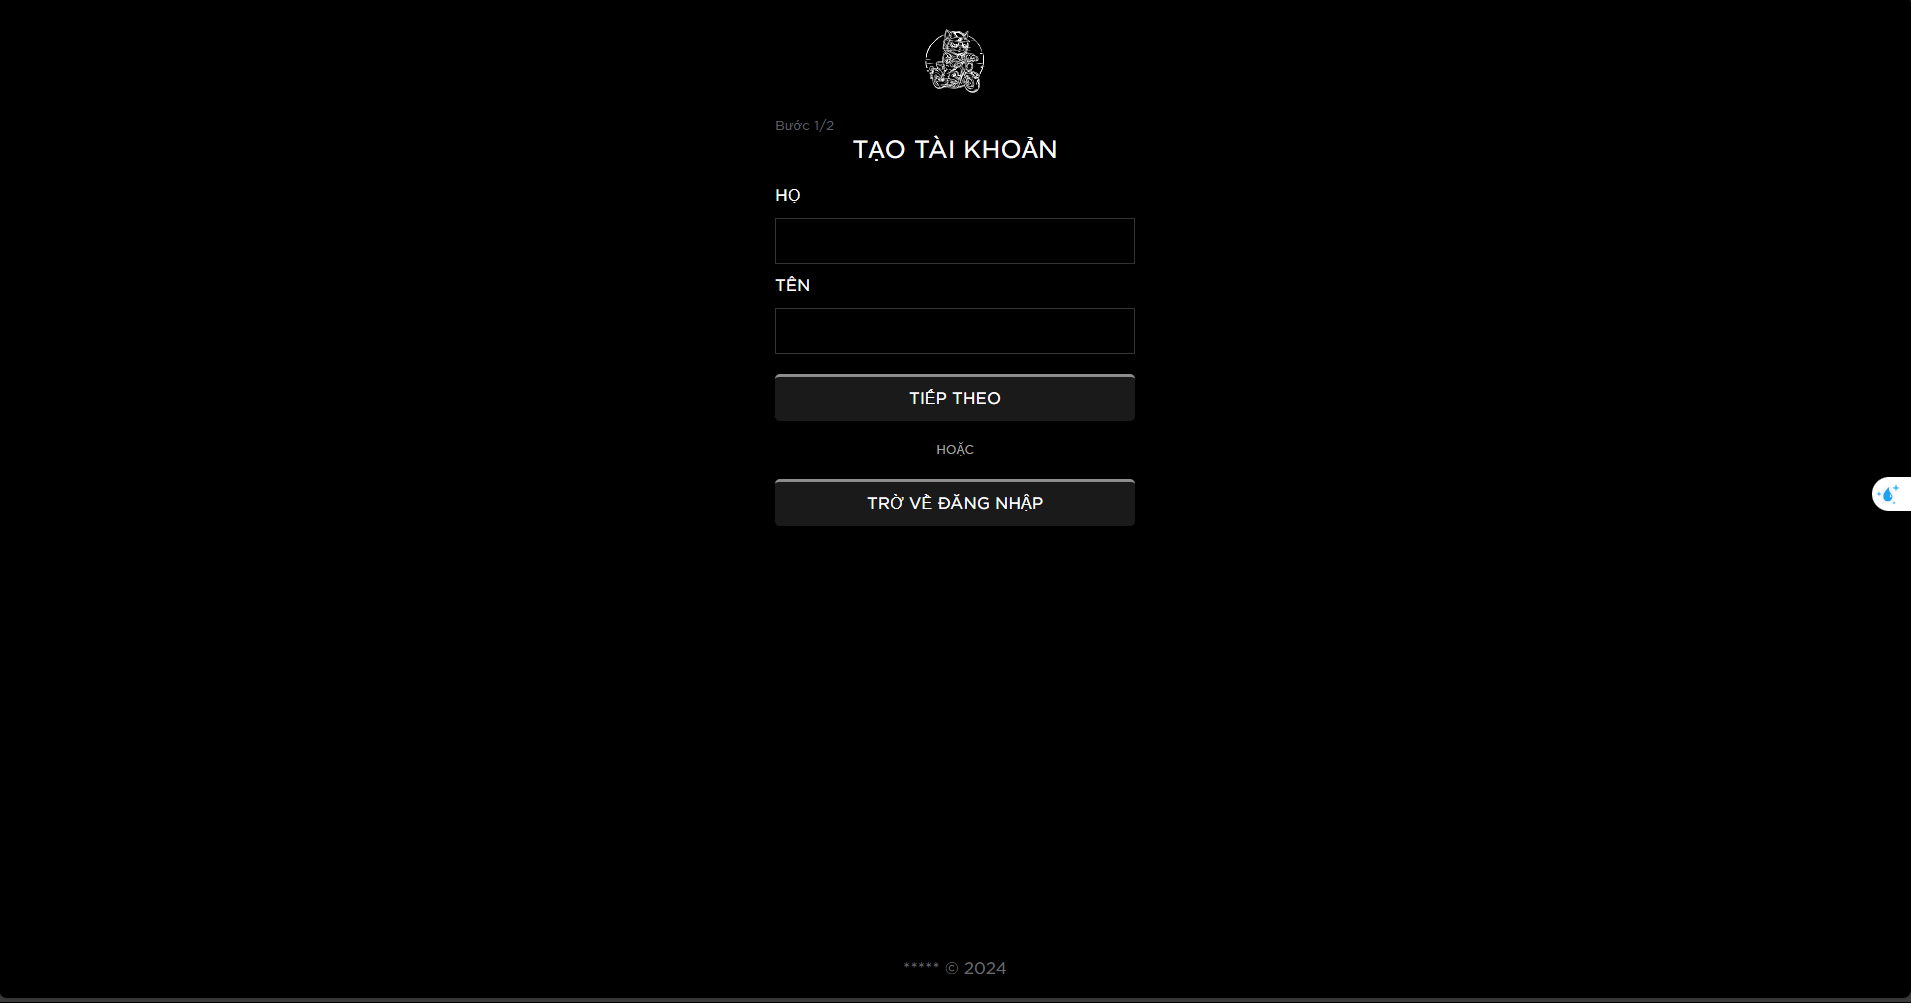 Bước 1/2
TẠO TÀI KHOẢN
HỌ
TÊN
TIẾP THEO
HOẶC
TRỞ VỀ ĐĂNG NHẬP
***** © 2024